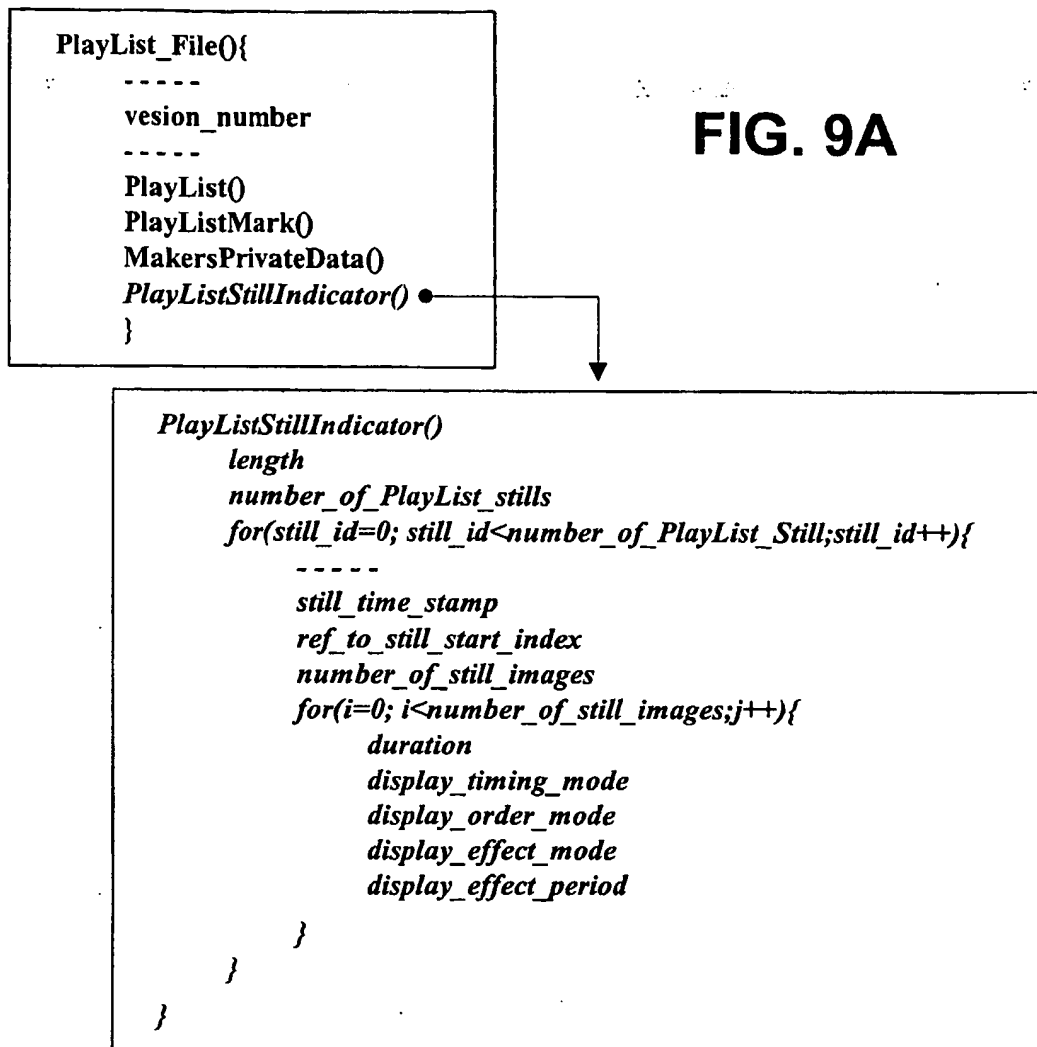 PlayList_File(){
- - - - -
vesion_number
- - - - -
PlayList()
PlayListMark()
MakersPrivateData()
PlayListStillIndicator()
}
FIG. 9A
PlayListStillIndicator()
length
number_of_PlayList_stills
for(still_id=0; still_id<number_of_PlayList_Still;still_id++){
- - - - -
still_time_stamp
ref_to_still_start_index
number_of_still_images
for(i=0; i<number_of_still_images;j++){
duration
display_timing_mode
display_order_mode
display_effect_mode
display_effect_period
}
}
}